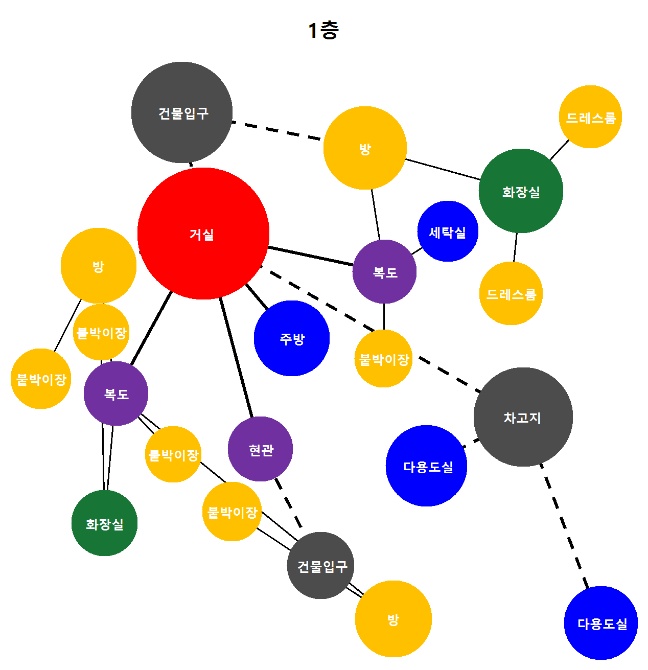 1층
건물입구
드레스룸
방
화장실
세탁실
거실
방
복도
드레스룸
붙박이장
주방
붙박이장
붙박이장
복도
차고지
현관
붙박이장
다용도실
붙박이장
화장실
건물입구
방
다용도실